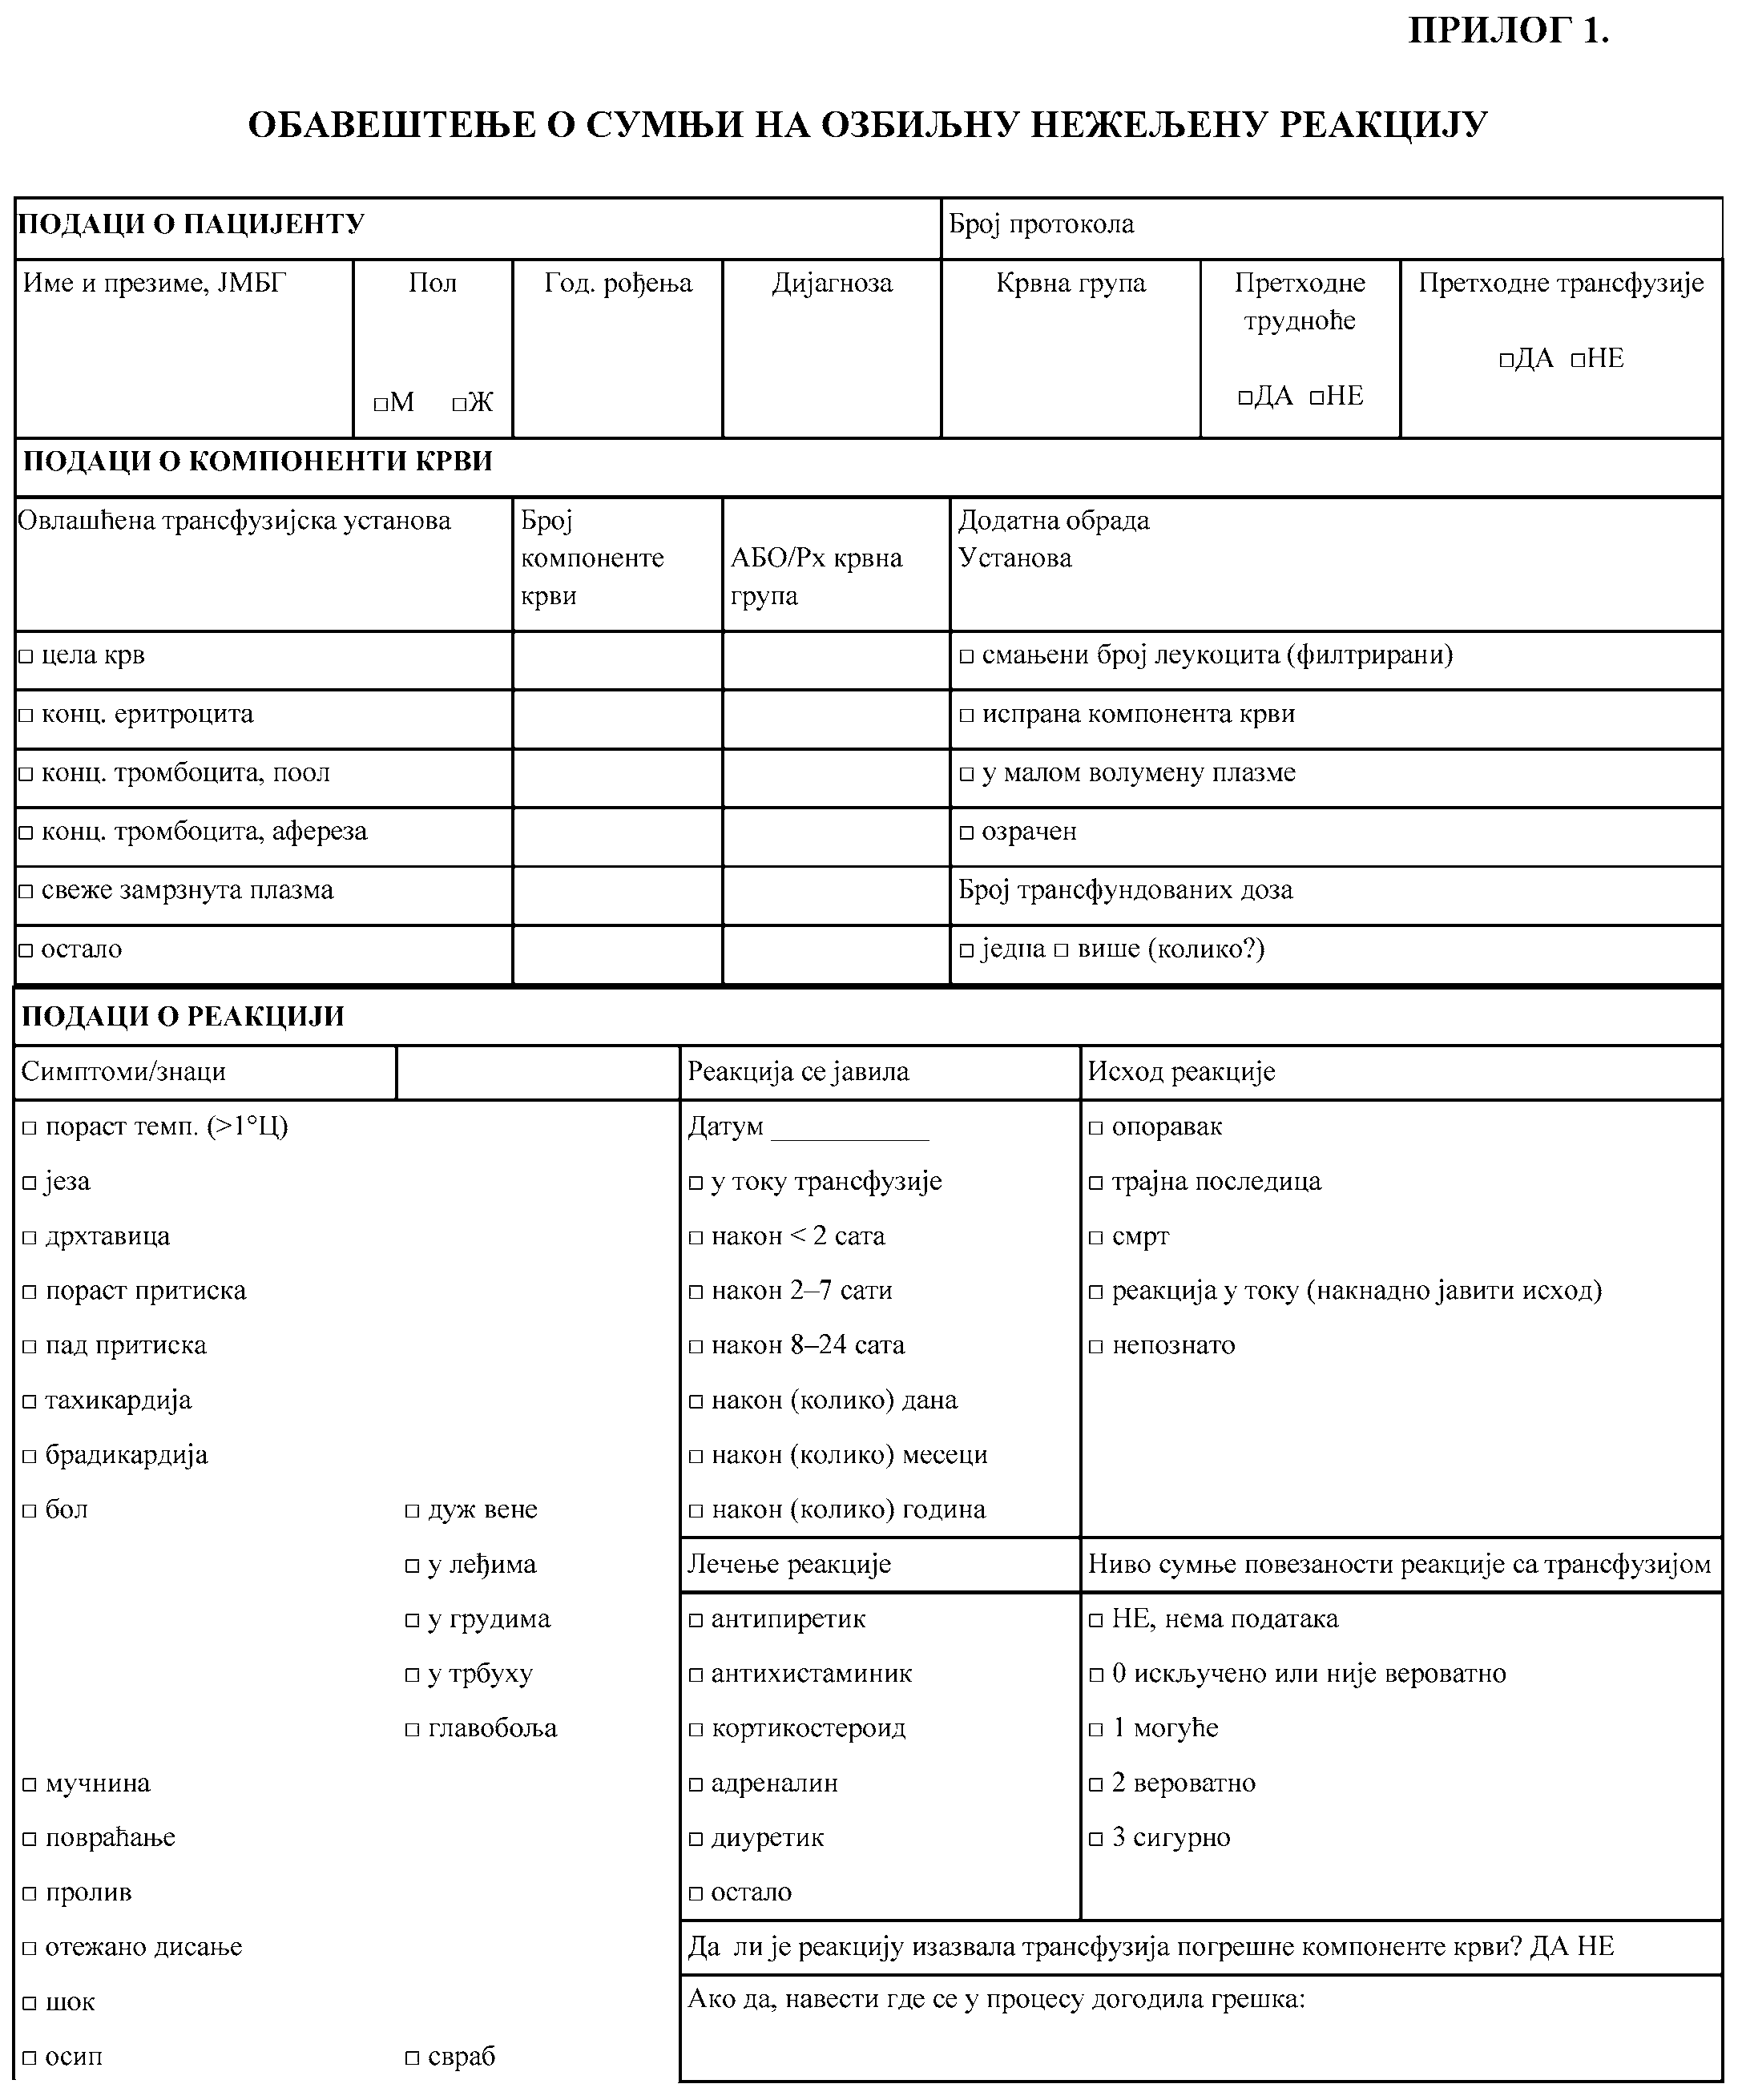 ПРИЛОГ 1.
ОБАВЕШТЕЊЕ О СУМЊИ НА ОЗБИЉНУ НЕЖЕЉЕНУ РЕАКЦИЈУ
ПОДАЦИ О ПАЦИЈЕНТУ
Број протокола
Име и презиме, ЈМБГ
Пол
□М □Ж
Год. рођења
Дијагноза
Крвна група
Претходне
трудноће
□ДА □НЕ
Претходне трансфузије
□ДА □НЕ
ПОДАЦИ О КОМПОНЕНТИ КРВИ
Овлашћена трансфузијска установа
Број
компоненте
крви
АБО/Рх крвна
група
Додатна обрада
Установа
□ цела крв
□ смањени број леукоцита (филтрирани)
□ конц. еритроцита
□ испрана компонента крви
□ конц. тромбоцита, поол
□ у малом волумену плазме
□ конц. тромбоцита, афереза
□ озрачен
□ свеже замрзнута плазма
Број трансфундованих доза
□ остало
□ једна □ више (колико?)
ПОДАЦИ О РЕАКЦИЈИ
Симптоми/знаци
□ пораст темп. (>1°Ц)
□ језа
□ дрхтавица
□ пораст притиска
□ пад притиска
□ тахикардија
□ брадикардија
□ бол
□ дуж вене
□ у леђима
□ у грудима
□ у трбуху
□ главобоља
□ мучнина
□ повраћање
□ пролив
□ отежано дисање
□ шок
□ осип
□ свраб
Реакција се јавила
Датум ___________
□ у току трансфузије
□ након < 2 сата
□ након 2–7 сати
□ након 8–24 сата
□ након (колико) дана
□ након (колико) месеци
□ након (колико) година
Исход реакције
□ опоравак
□ трајна последица
□ смрт
□ реакција у току (накнадно јавити исход)
□ непознато
Лечење реакције
□ антипиретик
□ антихистаминик
□ кортикостероид
□ адреналин
□ диуретик
□ остало
Ниво сумње повезаности реакције са трансфузијом
□ НЕ, нема података
□ 0 искључено или није вероватно
□ 1 могуће
□ 2 вероватно
□ 3 сигурно
Да ли је реакцију изазвала трансфузија погрешне компоненте крви? ДА НЕ
Ако да, навести где се у процесу догодила грешка: